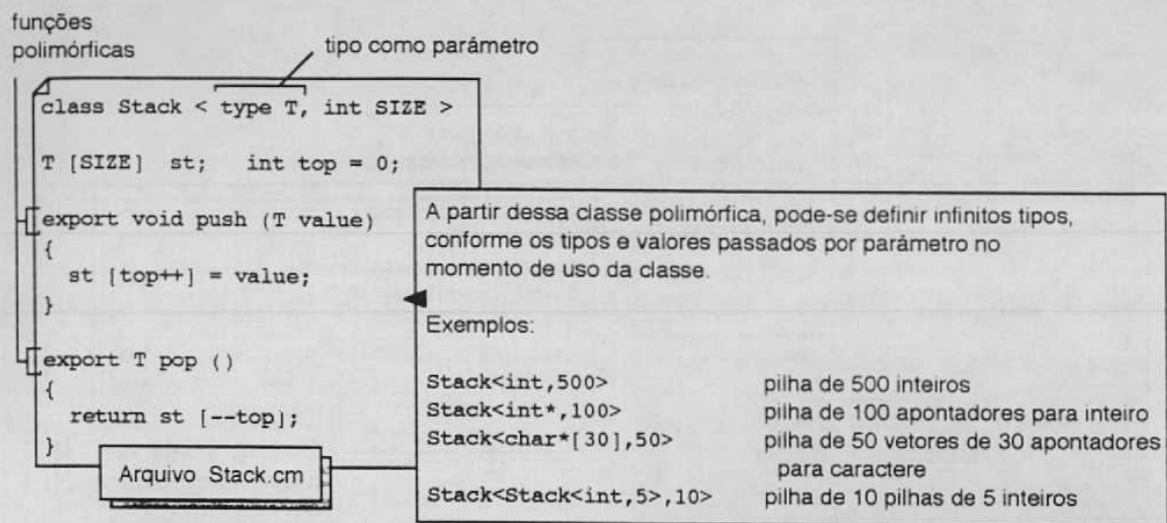 funções
polimórficas
tipo como parâmetro
class Stack < type T, int SIZE >
T [SIZE] st; int top = 0;
export void push (T value)
{
st [top++] = value;
}
export T pop ()
{
return st [--top];
}
Arquivo Stack.cm
A partir dessa classe polimórfica, pode-se definir infinitos tipos,
conforme os tipos e valores passados por parâmetro no
momento de uso da classe.
Exemplos:
Stack<int,500> pilha de 500 inteiros
Stack<int*,100> pilha de 100 apontadores para inteiro
Stack<char*[30],50> pilha de 50 vetores de 30 apontadores
para caractere
Stack<Stack<int,5>,10> pilha de 10 pilhas de 5 inteiros